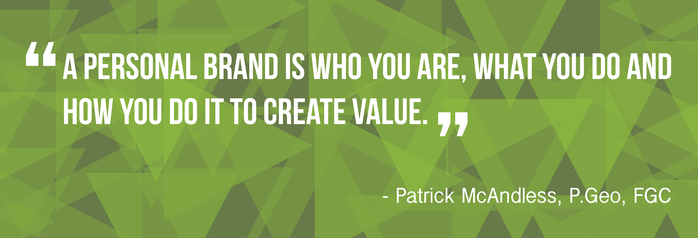 “ A PERSONAL BRAND IS WHO YOU ARE, WHAT YOU DO AND
HOW YOU DO IT TO CREATE VALUE. ”
- Patrick McAndless, P.Geo, FGC